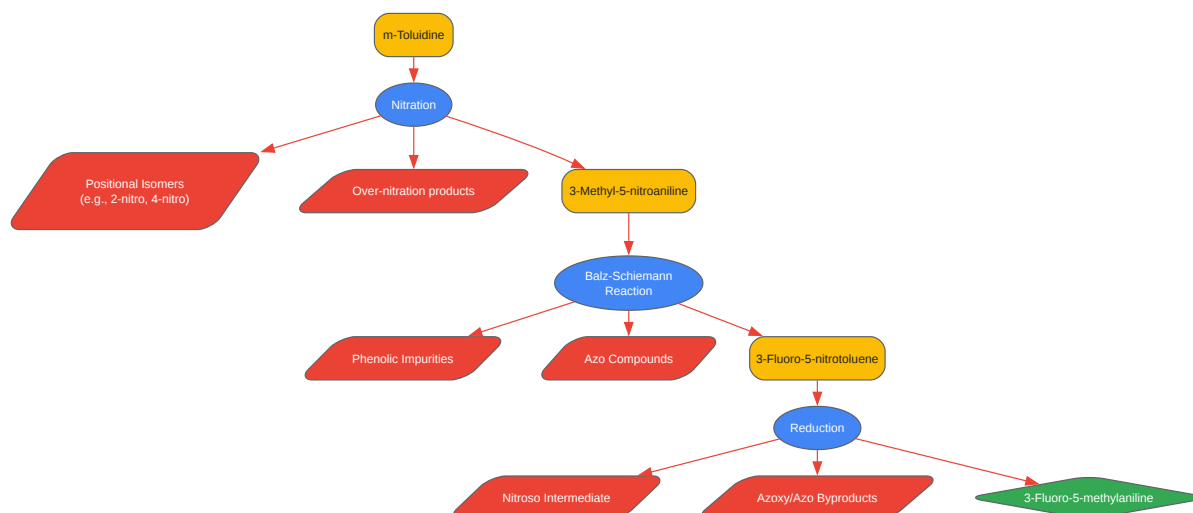 m-Toluidine
Nitration
Positional Isomers
(e.g., 2-nitro, 4-nitro)
Over-nitration products
3-Methyl-5-nitroaniline
Balz-Schiemann
Reaction
Phenolic Impurities
Azo Compounds
3-Fluoro-5-nitrotoluene
Reduction
Nitroso Intermediate
Azoxy/Azo Byproducts
3-Fluoro-5-methylaniline